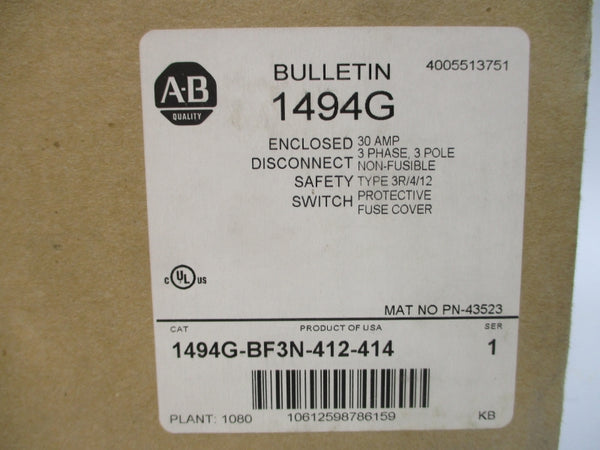 A-B
QUALITY
BULLETIN
1494G
4005513751
ENCLOSED
DISCONNECT
SAFETY
SWITCH
30 AMP
3 PHASE, 3 POLE
NON-FUSIBLE
TYPE 3R/4/12
PROTECTIVE
FUSE COVER
C UL US
MAT NO PN-43523
CAT PRODUCT OF USA SER
1494G-BF3N-412-414 1
PLANT: 1080 10612598786159 KB